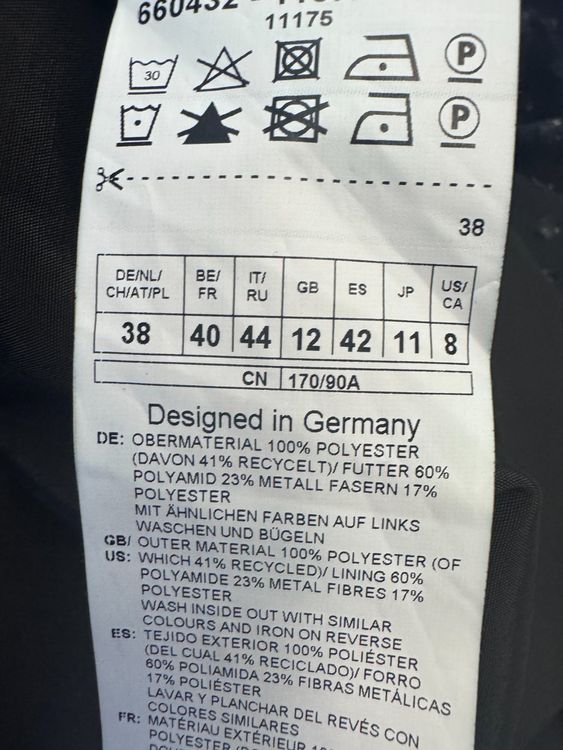 660432
11175
30
P
P
38
DE/NL/
CH/AT/PL
BE/
FR
IT/
RU
GB
ES
JP
US/
CA
38 40 44 12 42 11 8
CN 170/90A
Designed in Germany
DE: OBERMATERIAL 100% POLYESTER
(DAVON 41% RECYCELT)/ FUTTER 60%
POLYAMID 23% METALL FASERN 17%
POLYESTER
MIT ÄHNLICHEN FARBEN AUF LINKS
WASCHEN UND BÜGELN
GB/ OUTER MATERIAL 100% POLYESTER (OF
US: WHICH 41% RECYCLED)/ LINING 60%
POLYAMIDE 23% METAL FIBRES 17%
POLYESTER
WASH INSIDE OUT WITH SIMILAR
COLOURS AND IRON ON REVERSE
ES: TEJIDO EXTERIOR 100% POLIÉSTER
(DEL CUAL 41% RECICLADO)/ FORRO
60% POLIAMIDA 23% FIBRAS METÁLICAS
17% POLIÉSTER
LAVAR Y PLANCHAR DEL REVÉS CON
COLORES SIMILARES
FR: MATÉRIAU EXTÉRIEUR
POLYESTER